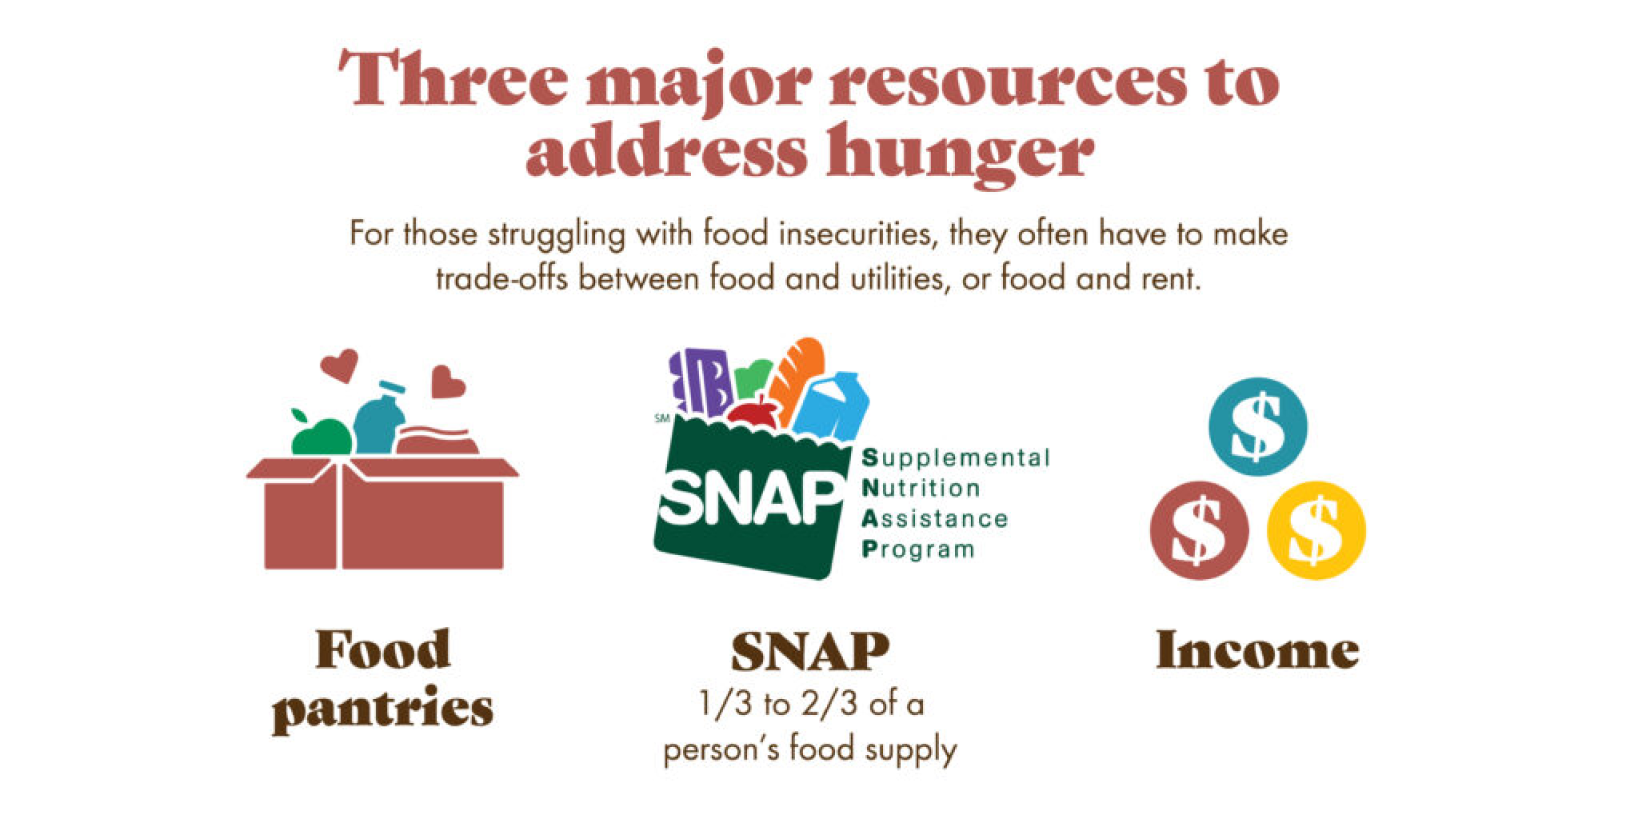 Three major resources to
address hunger
For those struggling with food insecurities, they often have to make
trade-offs between food and utilities, or food and rent.
SM
SNAP
Supplemental
Nutrition
Assistance
Program
$
$
$
Food
pantries
SNAP
1/3 to 2/3 of a
person's food supply
Income